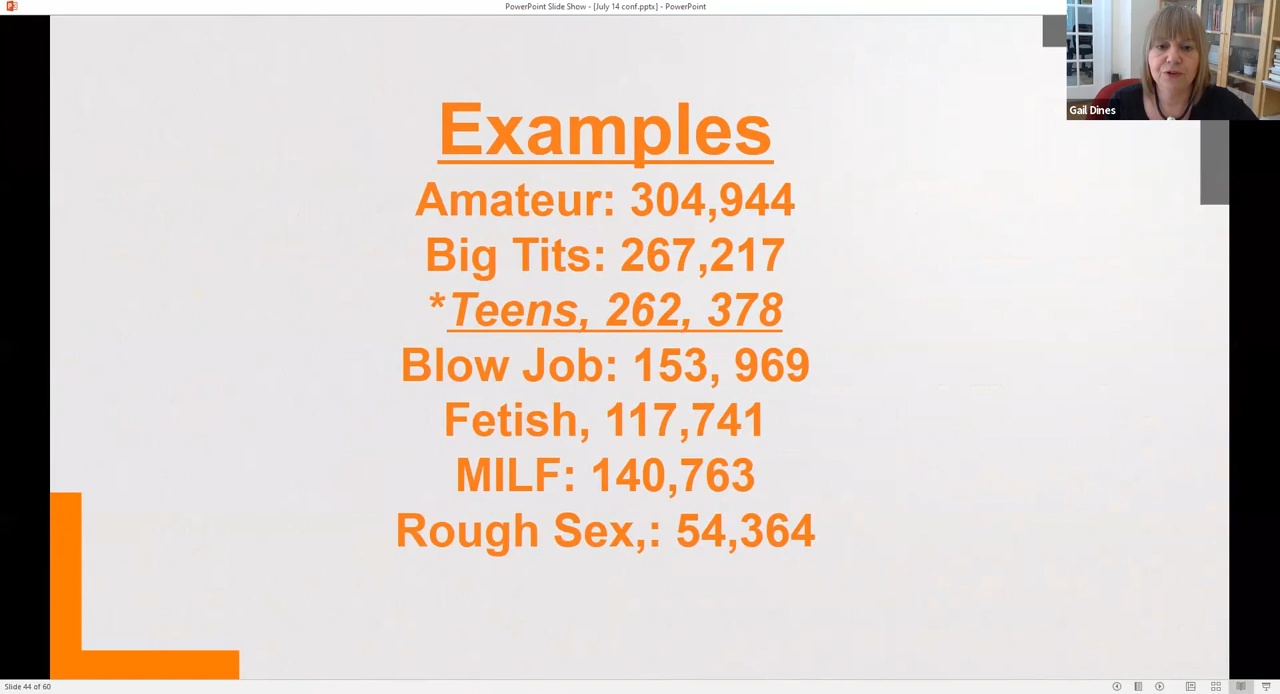 PowerPoint Slide Show - [July 14 conf.pptx] - PowerPoint
Gail Dines
Examples
Amateur: 304,944
Big Tits: 267,217
*Teens, 262, 378
Blow Job: 153, 969
Fetish, 117,741
MILF: 140,763
Rough Sex,: 54,364
Slide 44 of 60